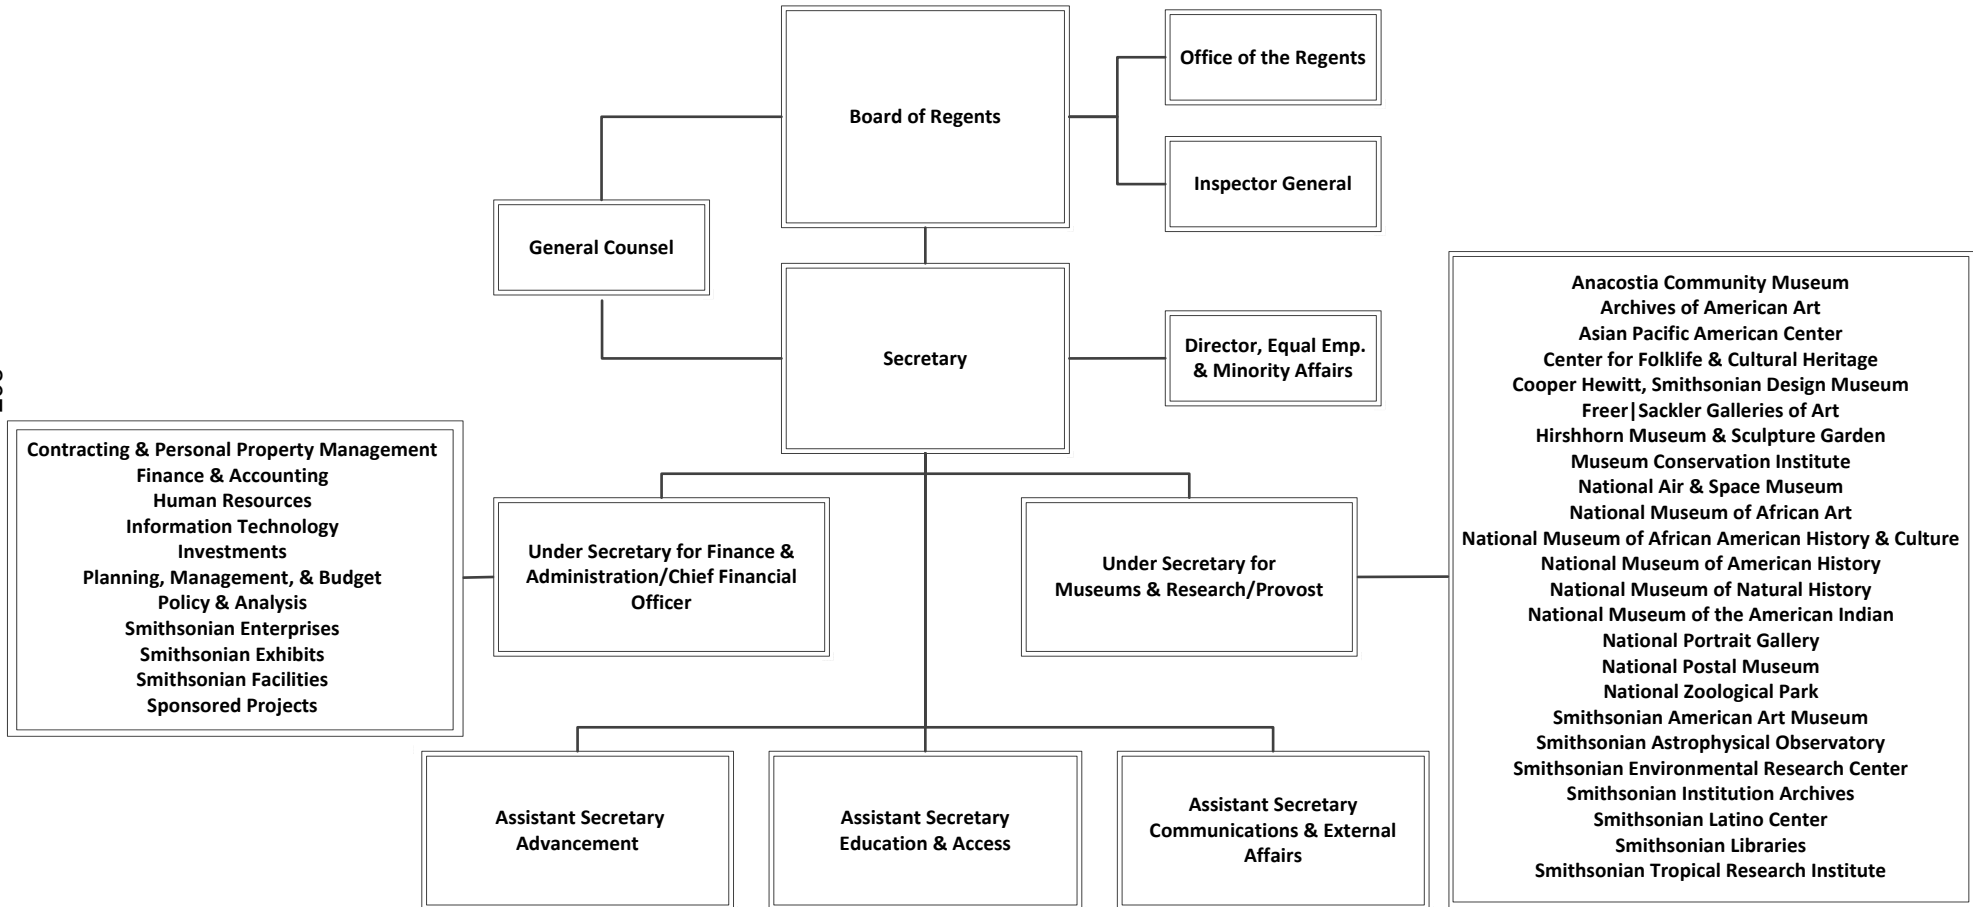 Board of Regents
Office of the Regents
Inspector General
General Counsel
Secretary
Director, Equal Emp.
& Minority Affairs
Contracting & Personal Property Management
Finance & Accounting
Human Resources
Information Technology
Investments
Planning, Management, & Budget
Policy & Analysis
Smithsonian Enterprises
Smithsonian Exhibits
Smithsonian Facilities
Sponsored Projects
Under Secretary for Finance &
Administration/Chief Financial
Officer
Under Secretary for
Museums & Research/Provost
Anacostia Community Museum
Archives of American Art
Asian Pacific American Center
Center for Folklife & Cultural Heritage
Cooper Hewitt, Smithsonian Design Museum
Freer|Sackler Galleries of Art
Hirshhorn Museum & Sculpture Garden
Museum Conservation Institute
National Air & Space Museum
National Museum of African Art
National Museum of African American History & Culture
National Museum of American History
National Museum of Natural History
National Museum of the American Indian
National Portrait Gallery
National Postal Museum
National Zoological Park
Smithsonian American Art Museum
Smithsonian Astrophysical Observatory
Smithsonian Environmental Research Center
Smithsonian Institution Archives
Smithsonian Latino Center
Smithsonian Libraries
Smithsonian Tropical Research Institute
Assistant Secretary
Advancement
Assistant Secretary
Education & Access
Assistant Secretary
Communications & External
Affairs